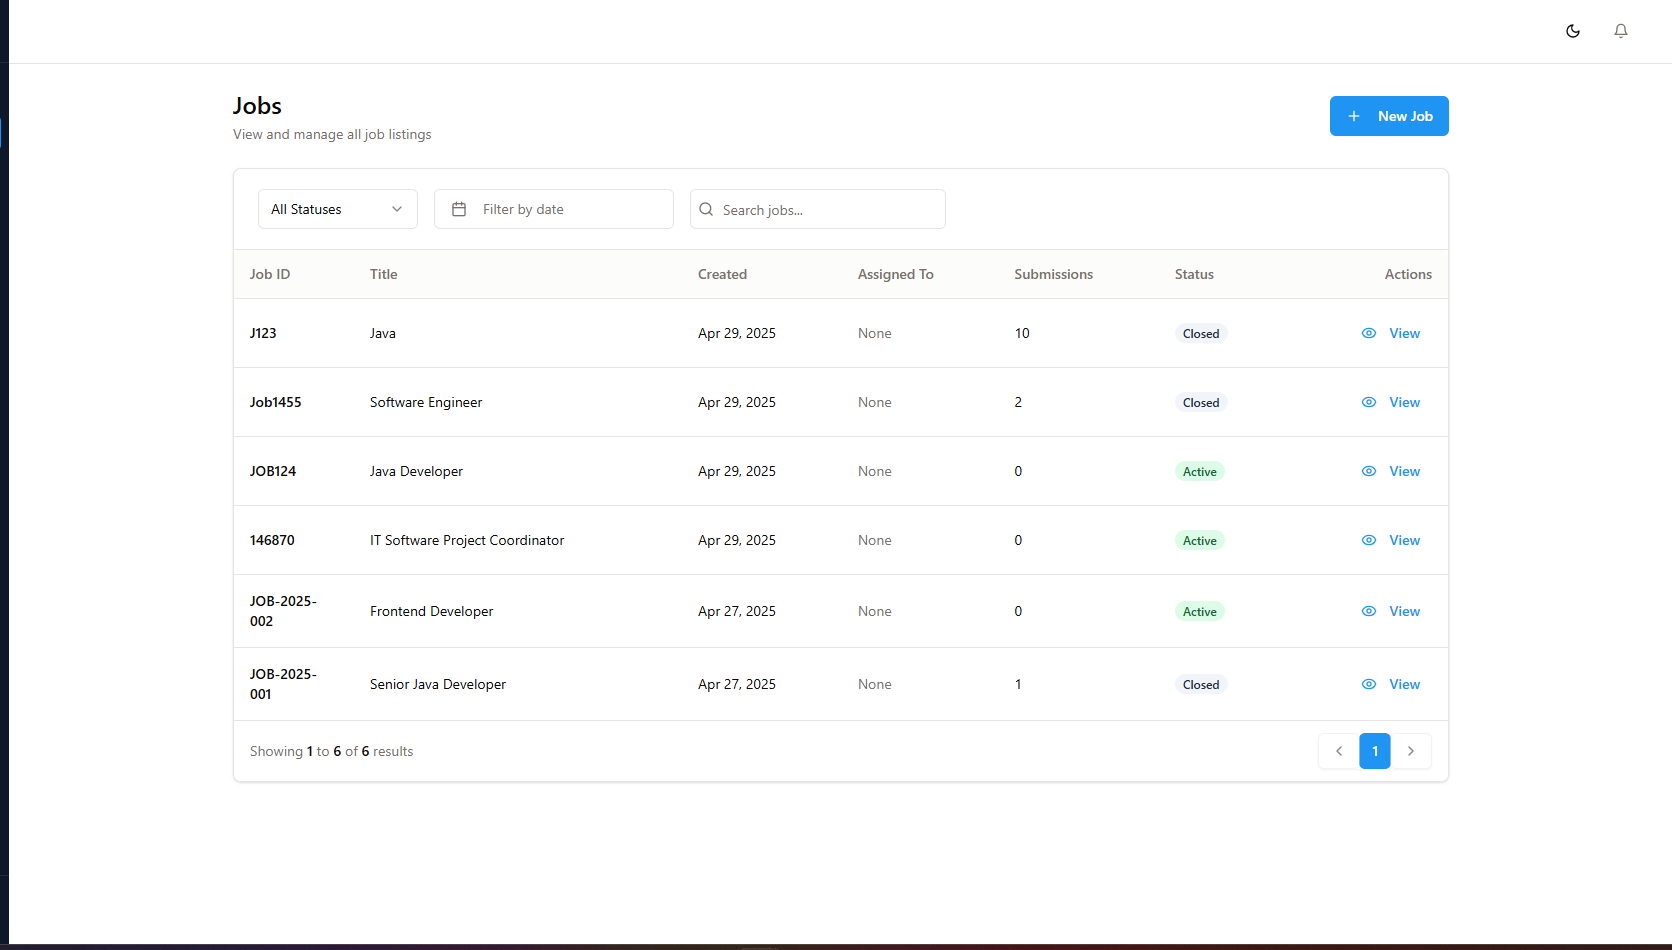 Jobs
View and manage all job listings
New Job
All Statuses
Filter by date
Search jobs...
Job ID Title Created Assigned To Submissions Status Actions
J123 Java Apr 29, 2025 None 10 Closed View
Job1455 Software Engineer Apr 29, 2025 None 2 Closed View
JOB124 Java Developer Apr 29, 2025 None 0 Active View
146870 IT Software Project Coordinator Apr 29, 2025 None 0 Active View
JOB-2025-
002 Frontend Developer Apr 27, 2025 None 0 Active View
JOB-2025-
001 Senior Java Developer Apr 27, 2025 None 1 Closed View
Showing 1 to 6 of 6 results
1